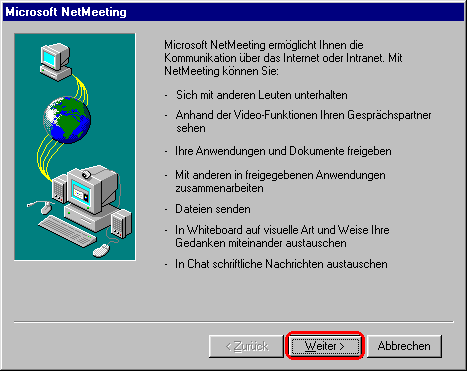 Microsoft NetMeeting
Microsoft NetMeeting ermöglicht Ihnen die
Kommunikation über das Internet oder Intranet. Mit
NetMeeting können Sie:
- Sich mit anderen Leuten unterhalten
- Anhand der Video-Funktionen Ihren Gesprächspartner
sehen
- Ihre Anwendungen und Dokumente freigeben
- Mit anderen in freigegebenen Anwendungen
zusammenarbeiten
- Dateien senden
- In Whiteboard auf visuelle Art und Weise Ihre
Gedanken miteinander austauschen
- In Chat schriftliche Nachrichten austauschen
< Zurück Weiter > Abbrechen